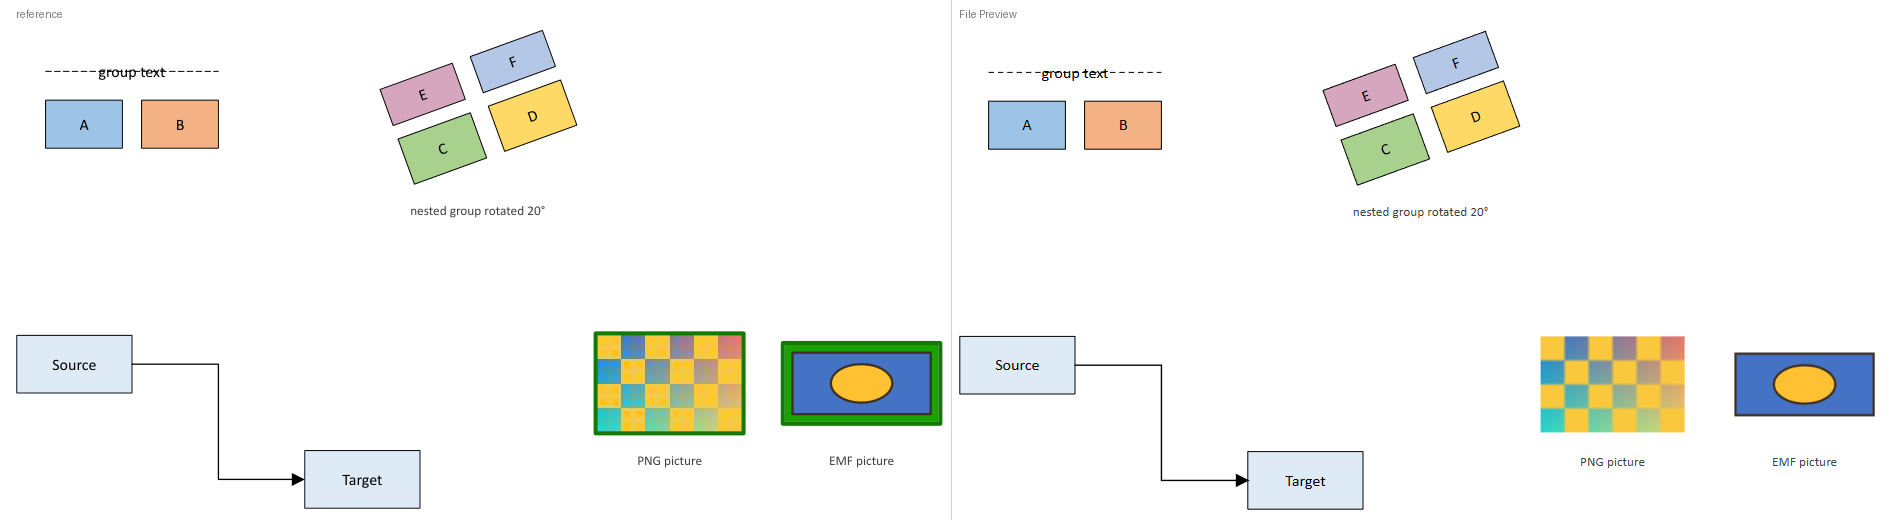 reference
group text
A
B
E
F
C
D
nested group rotated 20°
Source
Target
PNG picture
EMF picture
File Preview
group text
A
B
E
F
C
D
nested group rotated 20°
Source
Target
PNG picture
EMF picture